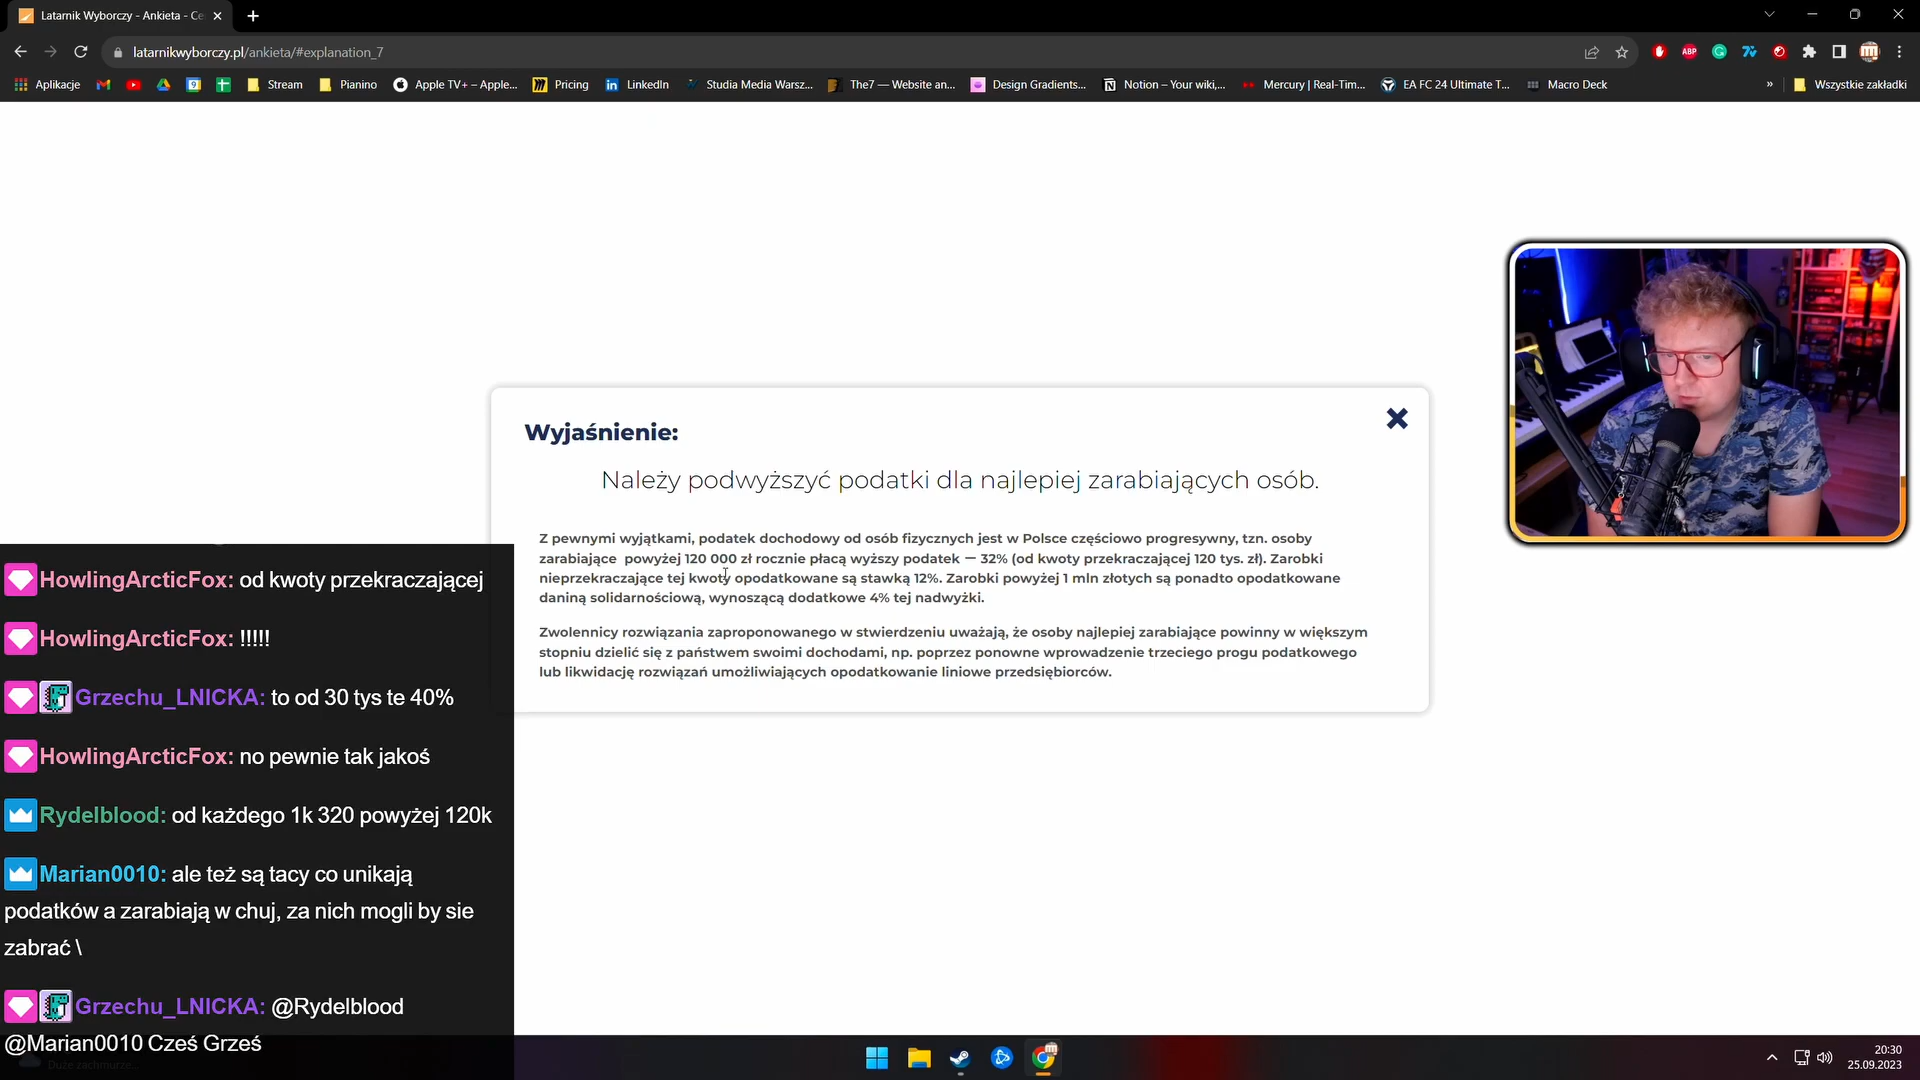 Latarnik Wyborczy - Ankieta - Ce
latarnikwyborczy.pl/ankieta/#explanation_7
Aplikacje
Stream
Pianino
Apple TV+ – Apple...
Pricing
LinkedIn
Studia Media Warsz...
The7 — Website an...
Design Gradients...
Notion – Your wiki,...
Mercury | Real-Tim...
EA FC 24 Ultimate T...
Macro Deck
»
Wszystkie zakładki
Wyjaśnienie:
Należy podwyższyć podatki dla najlepiej zarabiających osób.
Z pewnymi wyjątkami, podatek dochodowy od osób fizycznych jest w Polsce częściowo progresywny, tzn. osoby
zarabiające powyżej 120 000 zł rocznie płacą wyższy podatek — 32% (od kwoty przekraczającej 120 tys. zł). Zarobki
nieprzekraczające tej kwoty opodatkowane są stawką 12%. Zarobki powyżej 1 mln złotych są ponadto opodatkowane
daniną solidarnościową, wynoszącą dodatkowe 4% tej nadwyżki.
Zwolennicy rozwiązania zaproponowanego w stwierdzeniu uważają, że osoby najlepiej zarabiające powinny w większym
stopniu dzielić się z państwem swoimi dochodami, np. poprzez ponowne wprowadzenie trzeciego progu podatkowego
lub likwidację rozwiązań umożliwiających opodatkowanie liniowe przedsiębiorców.
HowlingArcticFox: od kwoty przekraczającej
HowlingArcticFox: !!!!!
Grzechu_LNICKA: to od 30 tys te 40%
HowlingArcticFox: no pewnie tak jakoś
Rydelblood: od każdego 1k 320 powyżej 120k
Marian0010: ale też są tacy co unikają
podatków a zarabiają w chuj, za nich mogli by sie
zabrać \
Grzechu_LNICKA: @Rydelblood
@Marian0010 Cześ Grześ
Duże zachmurze...
20:30
25.09.2023